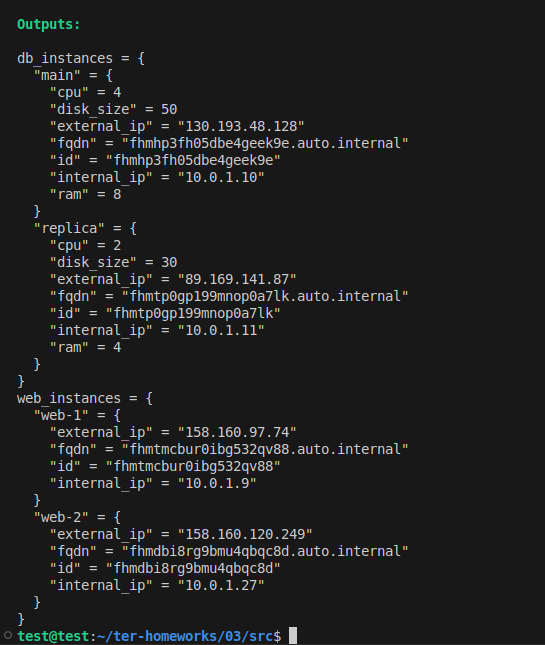 Outputs:
db_instances = {
"main" = {
"cpu" = 4
"disk_size" = 50
"external_ip" = "130.193.48.128"
"fqdn" = "fhmhp3fh05dbe4geek9e.auto.internal"
"id" = "fhmhp3fh05dbe4geek9e"
"internal_ip" = "10.0.1.10"
"ram" = 8
}
"replica" = {
"cpu" = 2
"disk_size" = 30
"external_ip" = "89.169.141.87"
"fqdn" = "fhmtp0gp199mnop0a7lk.auto.internal"
"id" = "fhmtp0gp199mnop0a7lk"
"internal_ip" = "10.0.1.11"
"ram" = 4
}
}
web_instances = {
"web-1" = {
"external_ip" = "158.160.97.74"
"fqdn" = "fhmtmcbur0ibg532qv88.auto.internal"
"id" = "fhmtmcbur0ibg532qv88"
"internal_ip" = "10.0.1.9"
}
"web-2" = {
"external_ip" = "158.160.120.249"
"fqdn" = "fhmdbi8rg9bmu4qbqc8d.auto.internal"
"id" = "fhmdbi8rg9bmu4qbqc8d"
"internal_ip" = "10.0.1.27"
}
}
test@test:~/ter-homeworks/03/src$